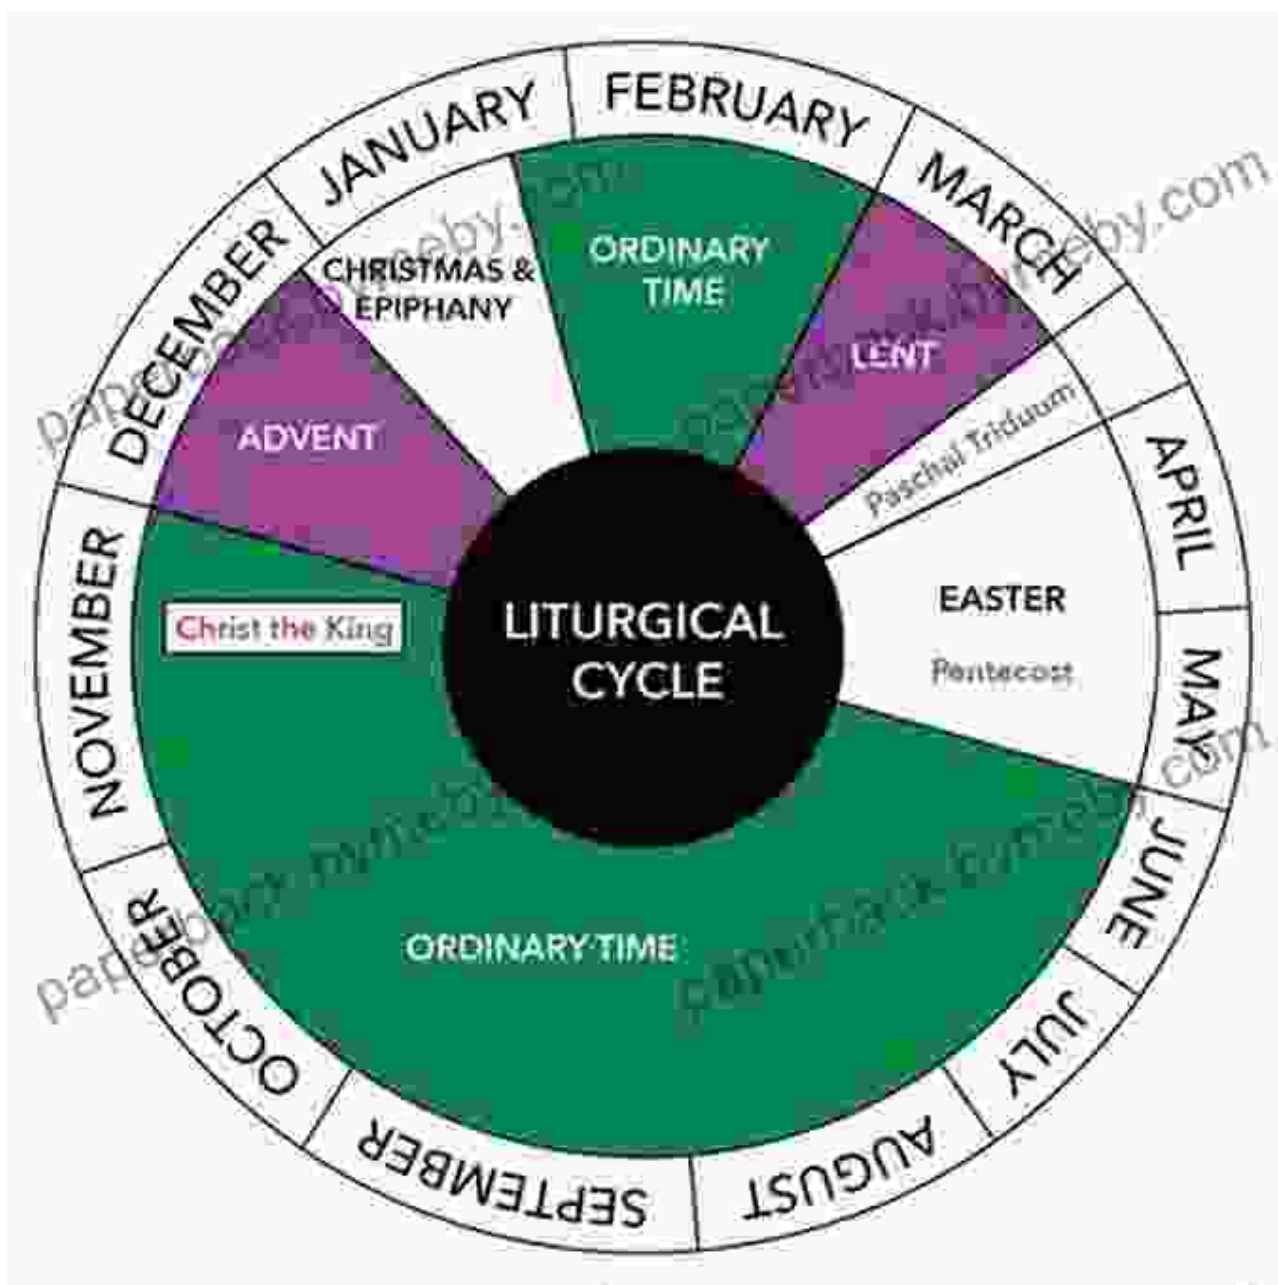 JANUARY
FEBRUARY
MARCH
APRIL
MAY
JUNE
JULY
AUGUST
SEPTEMBER
OCTOBER
NOVEMBER
DECEMBER
CHRISTMAS &
EPIPHANY
ORDINARY
TIME
LENT
Paschal Triduum
EASTER
Pentecost
ORDINARY TIME
Christ the King
ADVENT
LITURGICAL
CYCLE